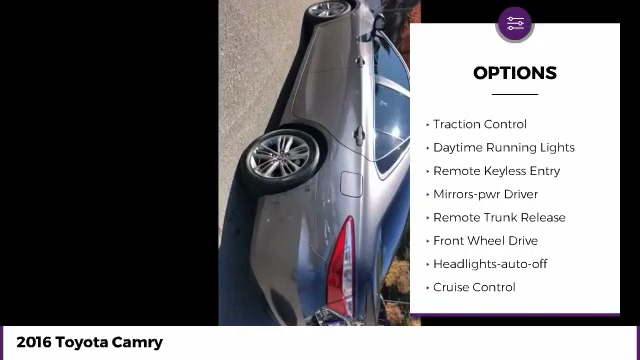 OPTIONS
‣ Traction Control
‣ Daytime Running Lights
‣ Remote Keyless Entry
‣ Mirrors-pwr Driver
‣ Remote Trunk Release
‣ Front Wheel Drive
‣ Headlights-auto-off
‣ Cruise Control
2016 Toyota Camry